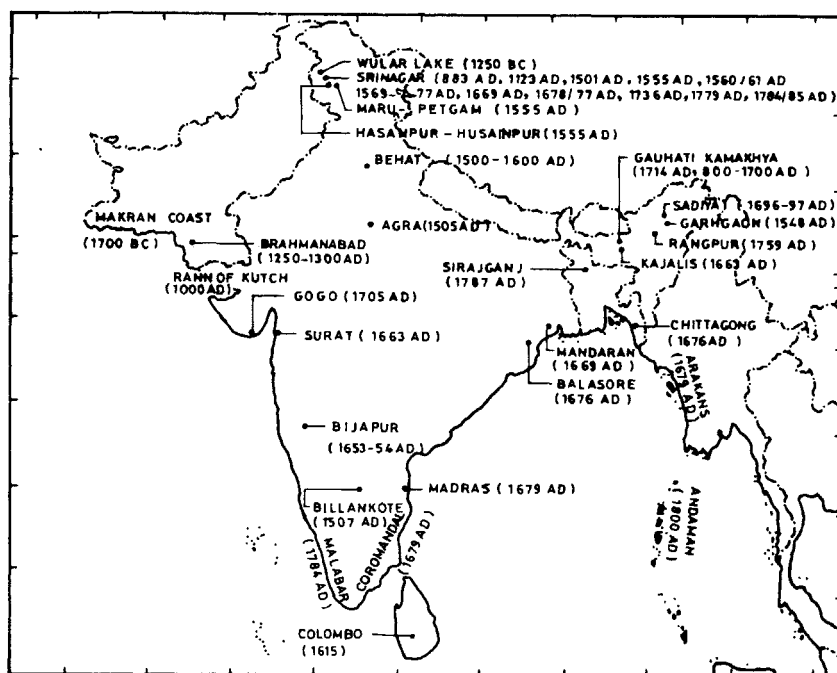 WULAR LAKE (1250 BC)
SRINAGAR (883 AD, 1123 AD, 1501 AD, 1555 AD, 1560/61 AD
1569-77 AD, 1669 AD, 1678/77 AD, 1736 AD, 1779 AD, 1784/85 AD)
MARU-PETGAM (1555 AD)
HASANPUR-HUSAINPUR (1555 AD)
BEHAT (1500-1600 AD)
GAUHATI KAMAKHYA
(1714 AD, 800-1700 AD)
SADIYAT (1696-97 AD)
GARHGAON (1548 AD)
RANGPUR (1759 AD)
KAJALIS (1663 AD)
MAKRAN COAST
(1700 BC)
AGRA (1505 AD)
BRAHMANABAD
(1250-1300 AD)
SIRAJGANJ
(1787 AD)
RANN OF KUTCH
(1000 AD)
GOGO (1705 AD)
SURAT (1663 AD)
CHITTAGONG
(1676 AD)
MANDARAN
(1669 AD)
BALASORE
(1676 AD)
ARAKANS
(1679 AD)
BIJAPUR
(1653-54 AD)
MADRAS (1679 AD)
BILLANKOTE
(1507 AD)
ANDAMAN
(1800 AD)
MALABAR
(1784 AD)
COROMANDAL
(1679 AD)
COLOMBO
(1615)